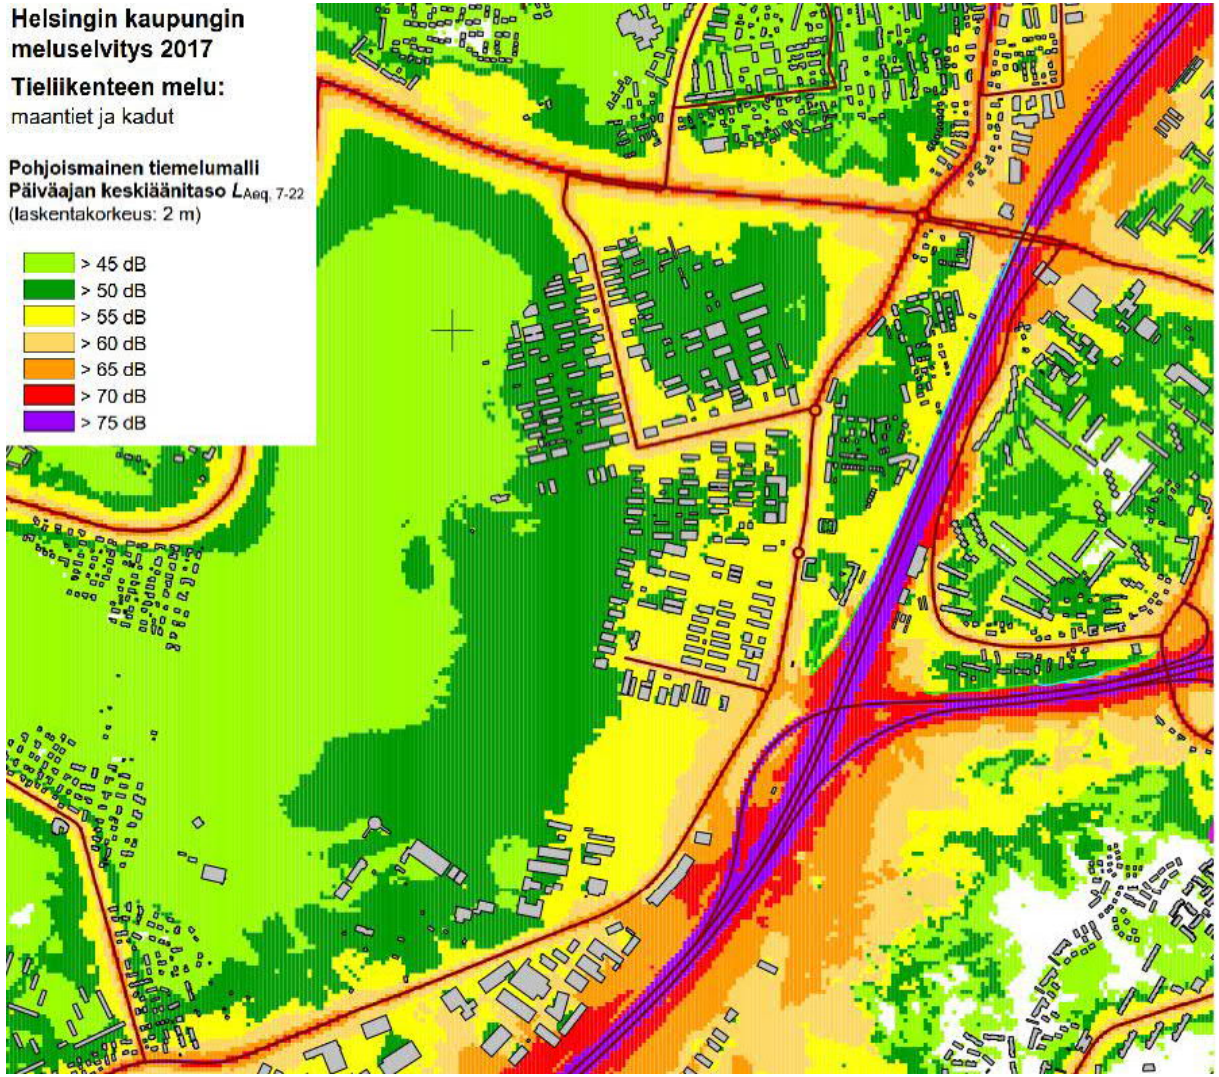 Helsingin kaupungin
meluselvitys 2017
Tieliikenteen melu:
maantiet ja kadut
Pohjoismainen tiemelumalli
Päiväajan keskiäänitaso LAeq, 7-22
(laskentakorkeus: 2 m)
> 45 dB
> 50 dB
> 55 dB
> 60 dB
> 65 dB
> 70 dB
> 75 dB